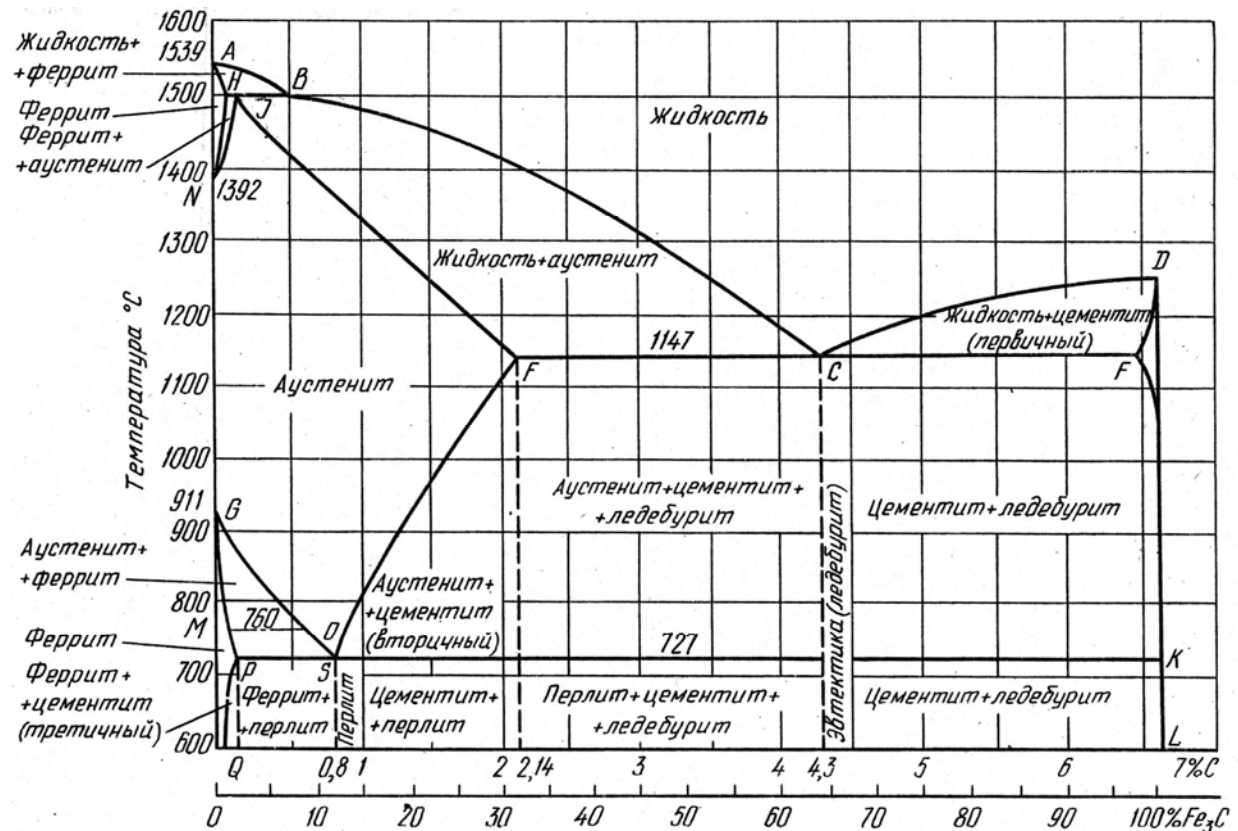 1600
1539
1500
1400
1392
1300
1200
1100
1000
911
900
800
700
600
Температура °С
Жидкость+
+феррит
Феррит
Феррит+
+аустенит
N
A
H
J
B
Жидкость
Жидкость+аустенит
D
Жидкость+цементит
(первичный)
1147
F
C
F
Аустенит
G
Аустенит+
+феррит
M
760
Феррит
Феррит+
+цементит
(третичный)
O
P
S
Аустенит+
+цементит
(вторичный)
Аустенит+цементит+
+ледебурит
Эвтектика (ледебурит)
Цементит+ледебурит
727
K
Феррит+
+перлит
Перлит
Цементит+
+перлит
Перлит+цементит+
+ледебурит
Цементит+ледебурит
L
Q 0,8 1 2 2,14 3 4 4,3 5 6 7%C
0 10 20 30 40 50 60 70 80 90 100%Fe3C